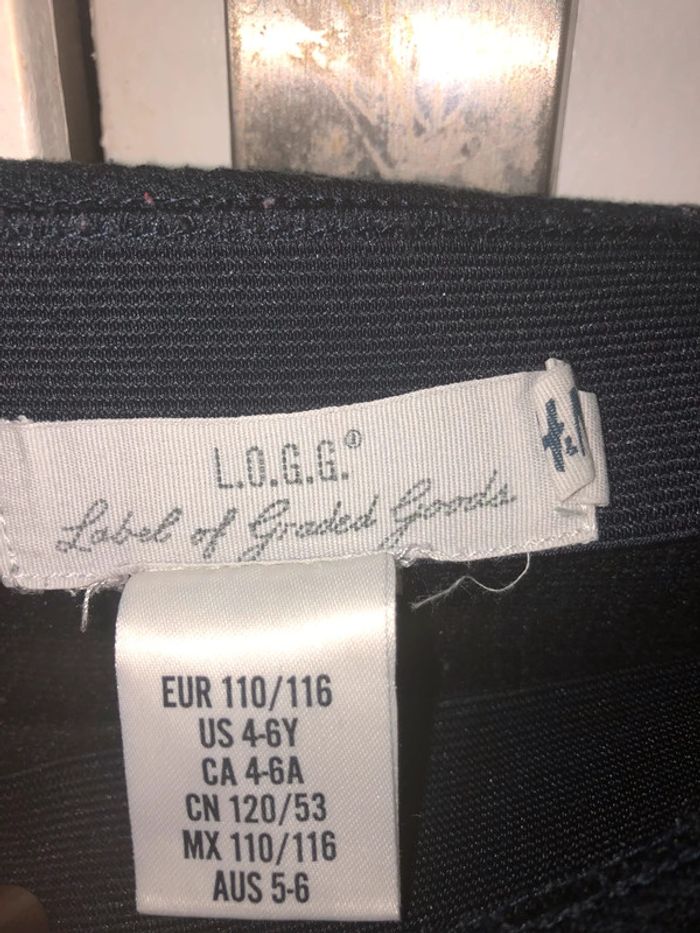 L.O.G.G.®
Label of Graded Goods
EUR 110/116
US 4-6Y
CA 4-6A
CN 120/53
MX 110/116
AUS 5-6